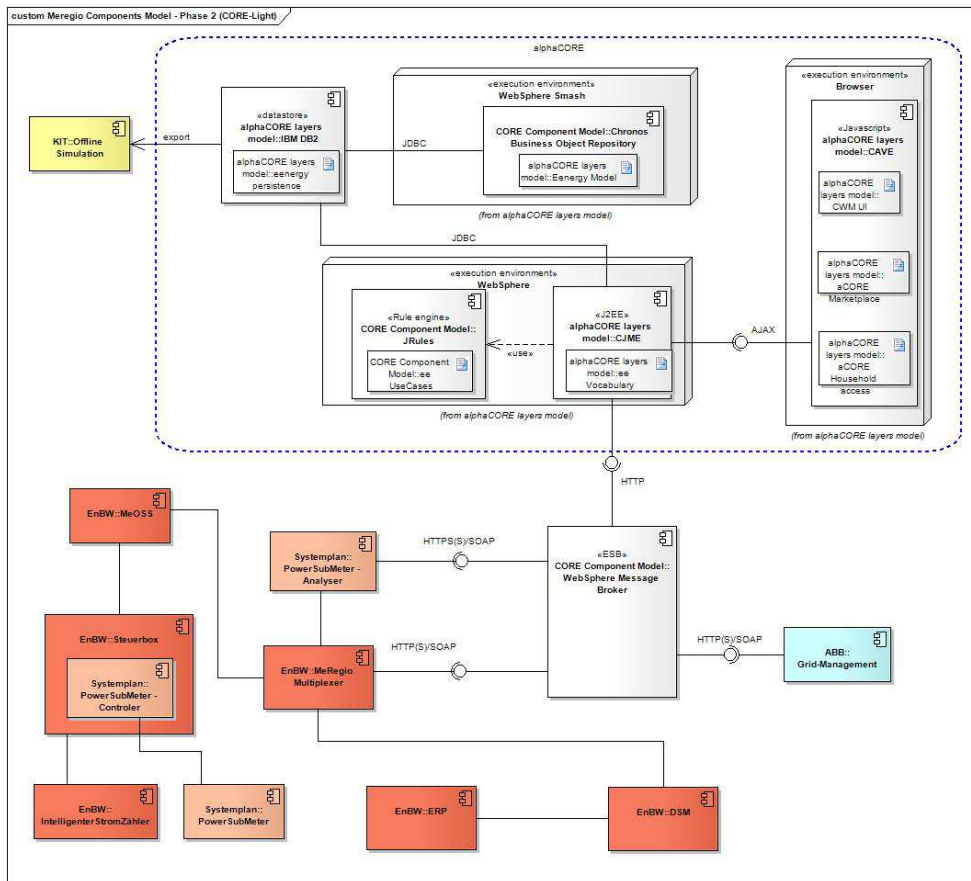 custom Meregio Components Model - Phase 2 (CORE-Light)
alphaCORE
«execution environment»
WebSphere Smash
«execution environment»
Browser
«datastore»
alphaCORE layers
model::IBM DB2
alphaCORE layers
model::eenergy
persistence
CORE Component Model::Chronos
Business Object Repository
alphaCORE layers
model::Eenergy Model
«Javascript»
alphaCORE layers
model::CAVE
alphaCORE
layers model::
CWM UI
alphaCORE
layers model::
aCORE
Marketplace
alphaCORE
layers model::
aCORE
Household
access
KIT::Offline
Simulation
export
JDBC
(from alphaCORE layers model)
JDBC
«execution environment»
WebSphere
«Rule engine»
CORE Component Model::
JRules
CORE Component
Model::ee
UseCases
«use»
«J2EE»
alphaCORE layers
model::CJME
alphaCORE layers
model::ee
Vocabulary
AJAX
(from alphaCORE layers model)
(from alphaCORE layers model)
HTTP
EnBW::MeOSS
Systemplan::
PowerSubMeter -
Analyser
HTTPS(S)/SOAP
«ESB»
CORE Component Model::
WebSphere Message
Broker
EnBW::Steuerbox
Systemplan::
PowerSubMeter -
Controler
EnBW::MeRegio
Multiplexer
HTTP(S)/SOAP
HTTP(S)/SOAP
ABB::
Grid-Management
EnBW::
IntelligenterStromZähler
Systemplan::
PowerSubMeter
EnBW::ERP
EnBW::DSM